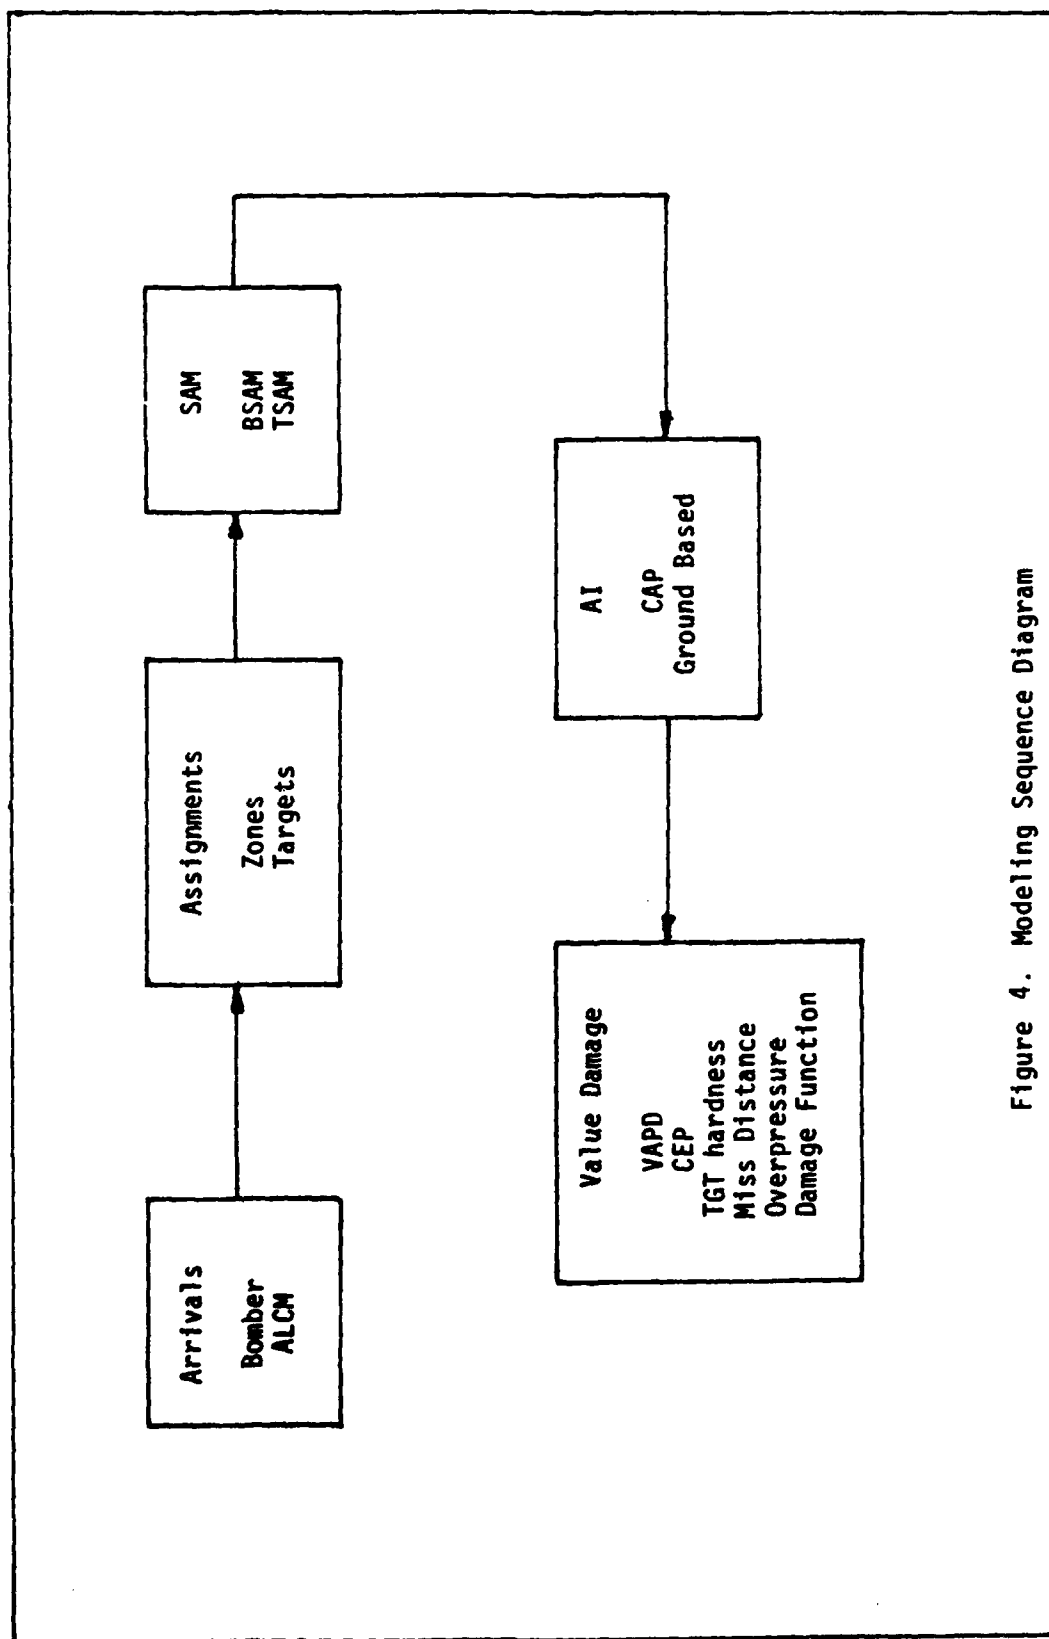 Arrivals
Bomber
ALCM
Assignments
Zones
Targets
SAM
BSAM
TSAM
AI
CAP
Ground Based
Value Damage
VAPD
CEP
TGT hardness
Miss Distance
Overpressure
Damage Function
Figure 4. Modeling Sequence Diagram